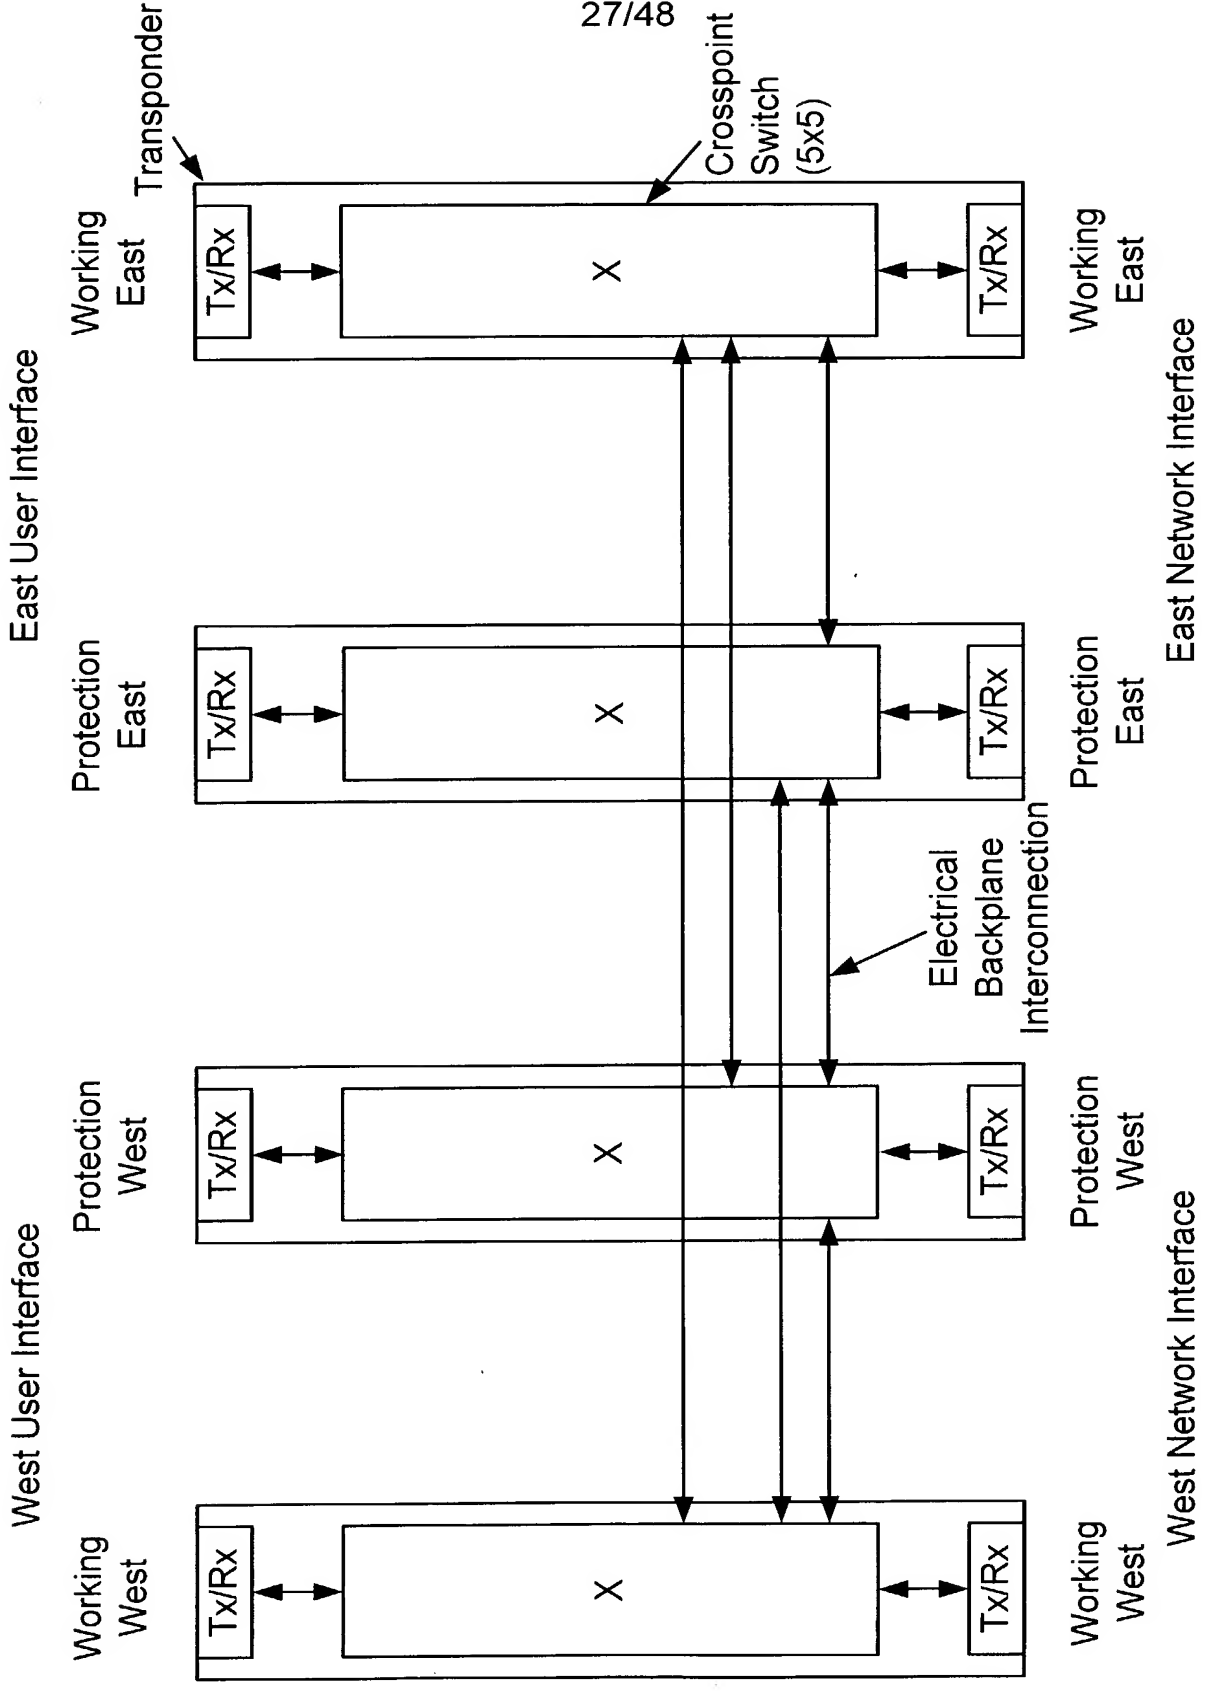 27/48
West User Interface
East User Interface
Working
West
Protection
West
Protection
East
Working
East
Transponder
Tx/Rx
Tx/Rx
Tx/Rx
Tx/Rx
X
X
X
X
Crosspoint
Switch
(5x5)
Electrical
Backplane
Interconnection
Tx/Rx
Tx/Rx
Tx/Rx
Tx/Rx
Working
West
Protection
West
Protection
East
Working
East
West Network Interface
East Network Interface